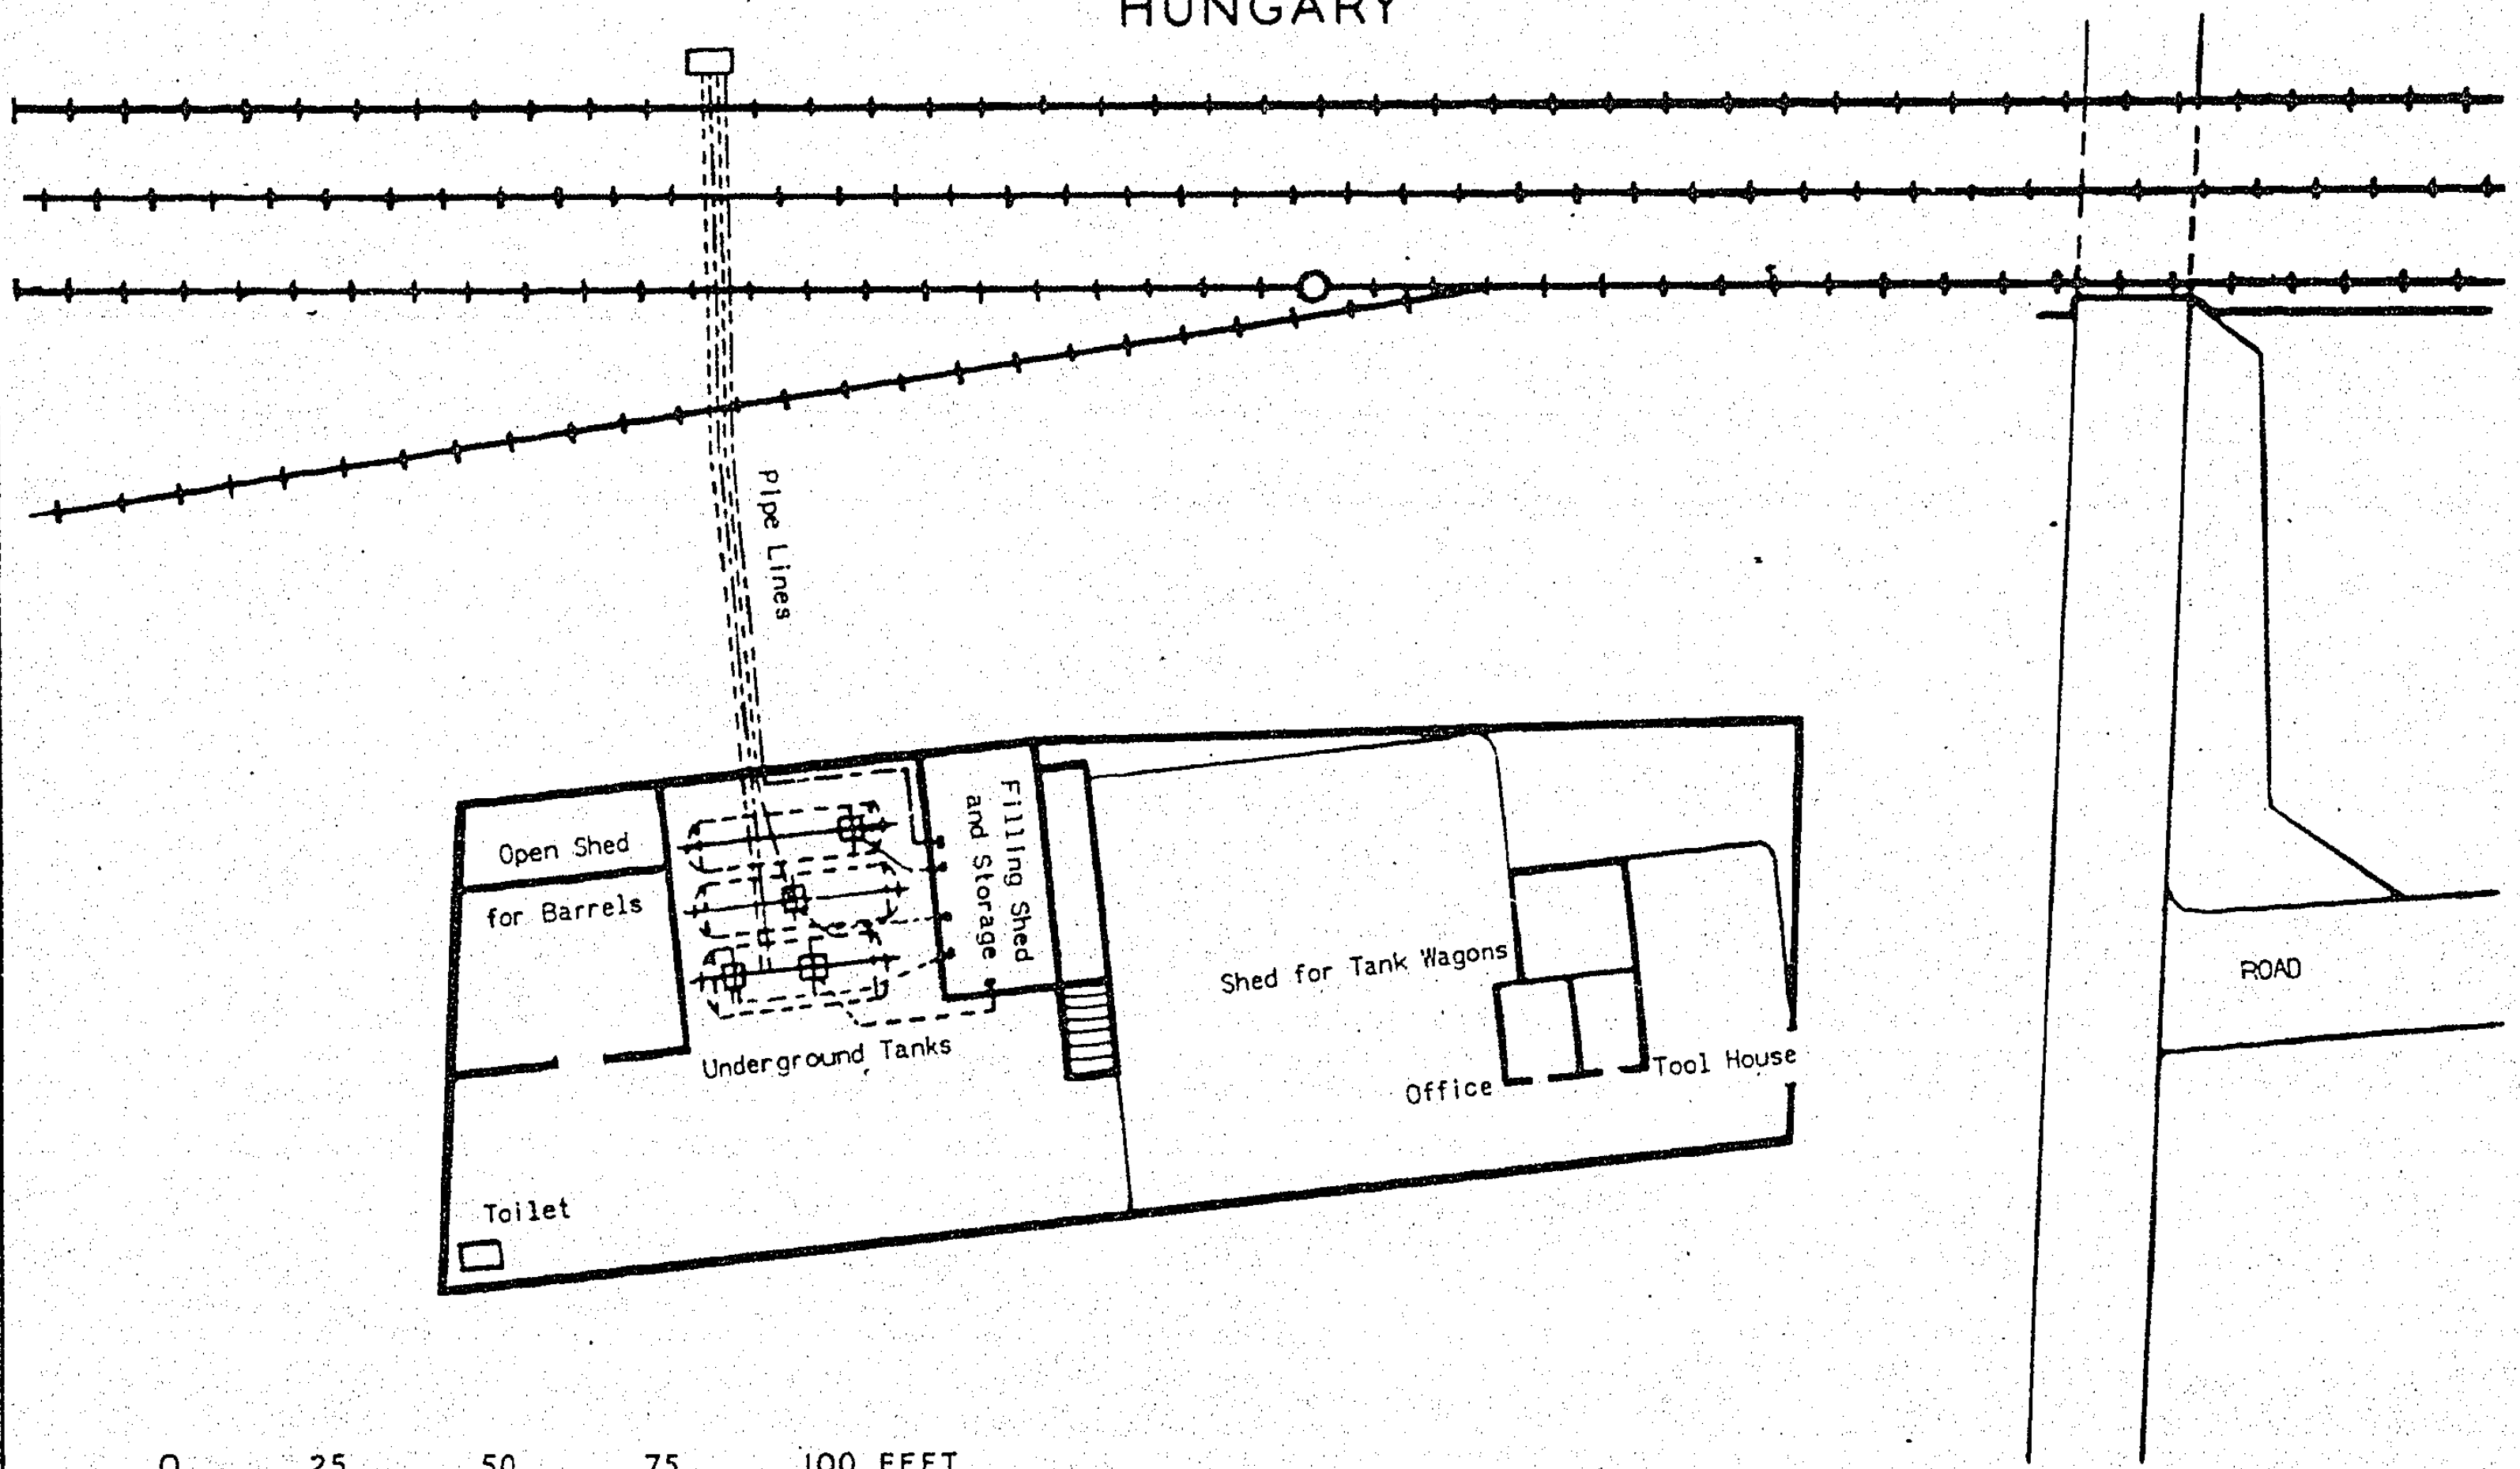 HUNGARY
Pipe Lines
Open Shed
for Barrels
Filling Shed
and Storage
Underground Tanks
Shed for Tank Wagons
Office
Tool House
ROAD
Toilet
0 25 50 75 100 FEET